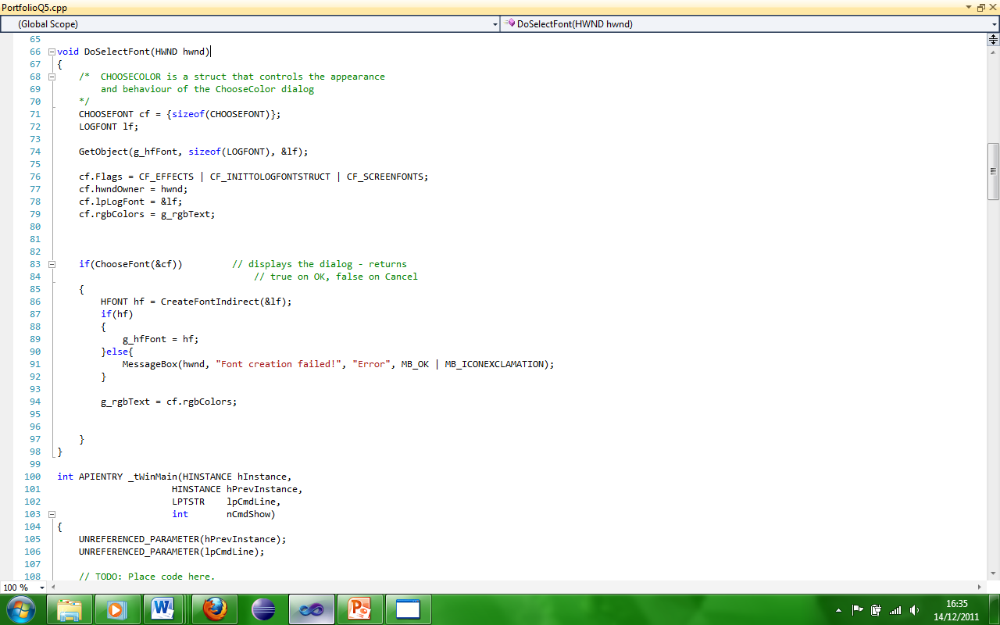 PortfolioQ5.cpp
(Global Scope) DoSelectFont(HWND hwnd)
65
66 void DoSelectFont(HWND hwnd)
67 {
68 /*  CHOOSECOLOR is a struct that controls the appearance
69 and behaviour of the ChooseColor dialog
70 */
71 CHOOSEFONT cf = {sizeof(CHOOSEFONT)};
72 LOGFONT lf;
73
74 GetObject(g_hfFont, sizeof(LOGFONT), &lf);
75
76 cf.Flags = CF_EFFECTS | CF_INITTOLOGFONTSTRUCT | CF_SCREENFONTS;
77 cf.hwndOwner = hwnd;
78 cf.lpLogFont = &lf;
79 cf.rgbColors = g_rgbText;
80
81
82
83 if(ChooseFont(&cf)) // displays the dialog - returns
84 // true on OK, false on Cancel
85 {
86 HFONT hf = CreateFontIndirect(&lf);
87 if(hf)
88 {
89 g_hfFont = hf;
90 }else{
91 MessageBox(hwnd, "Font creation failed!", "Error", MB_OK | MB_ICONEXCLAMATION);
92 }
93
94 g_rgbText = cf.rgbColors;
95
96
97 }
98 }
99
100 int APIENTRY _tWinMain(HINSTANCE hInstance,
101 HINSTANCE hPrevInstance,
102 LPTSTR lpCmdLine,
103 int nCmdShow)
104 {
105 UNREFERENCED_PARAMETER(hPrevInstance);
106 UNREFERENCED_PARAMETER(lpCmdLine);
107
108 // TODO: Place code here.
100 %
16:35
14/12/2011